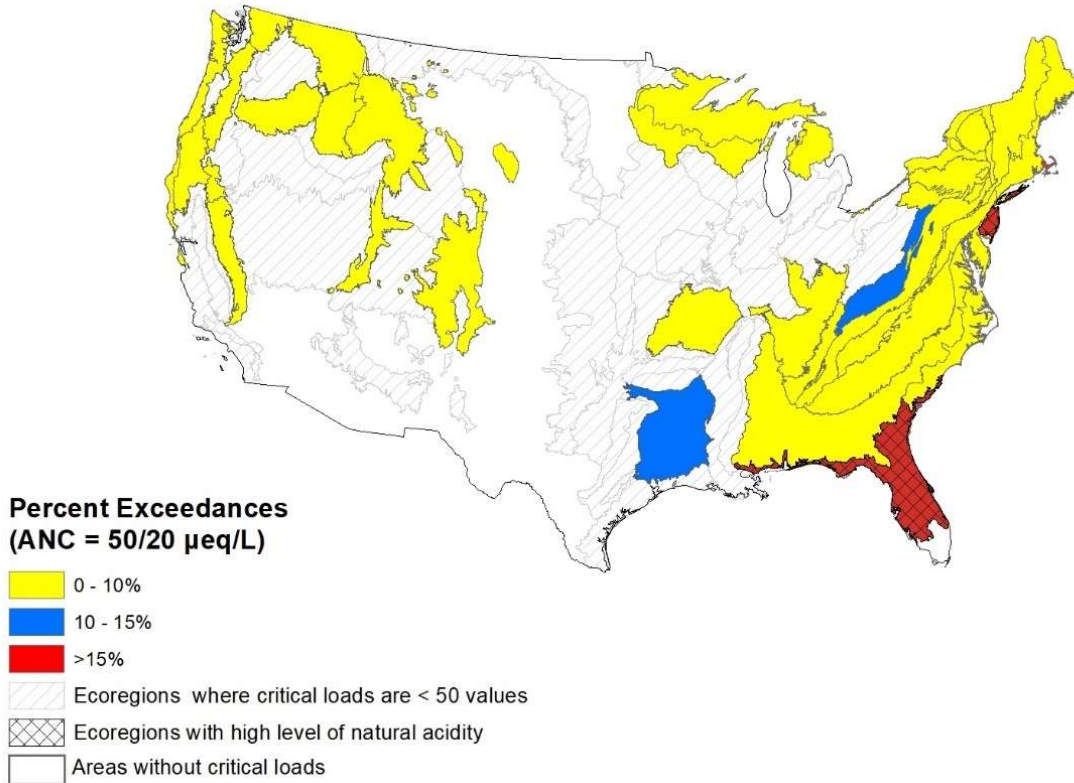 Percent Exceedances
(ANC = 50/20 µeq/L)
0 - 10%
10 - 15%
>15%
Ecoregions where critical loads are < 50 values
Ecoregions with high level of natural acidity
Areas without critical loads